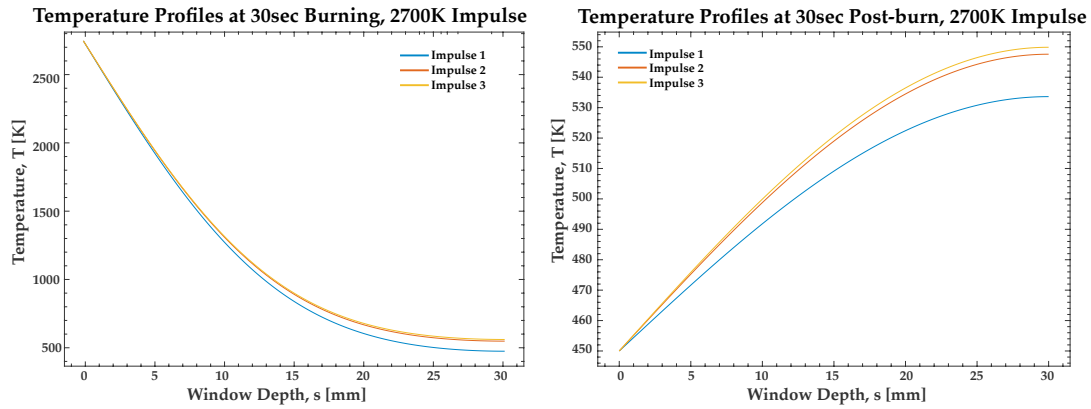 Temperature Profiles at 30sec Burning, 2700K Impulse
Impulse 1
Impulse 2
Impulse 3
2500
2000
1500
1000
500
Temperature, T [K]
0 5 10 15 20 25 30
Window Depth, s [mm]
Temperature Profiles at 30sec Post-burn, 2700K Impulse
Impulse 1
Impulse 2
Impulse 3
550
540
530
520
510
500
490
480
470
460
450
Temperature, T [K]
0 5 10 15 20 25 30
Window Depth, s [mm]